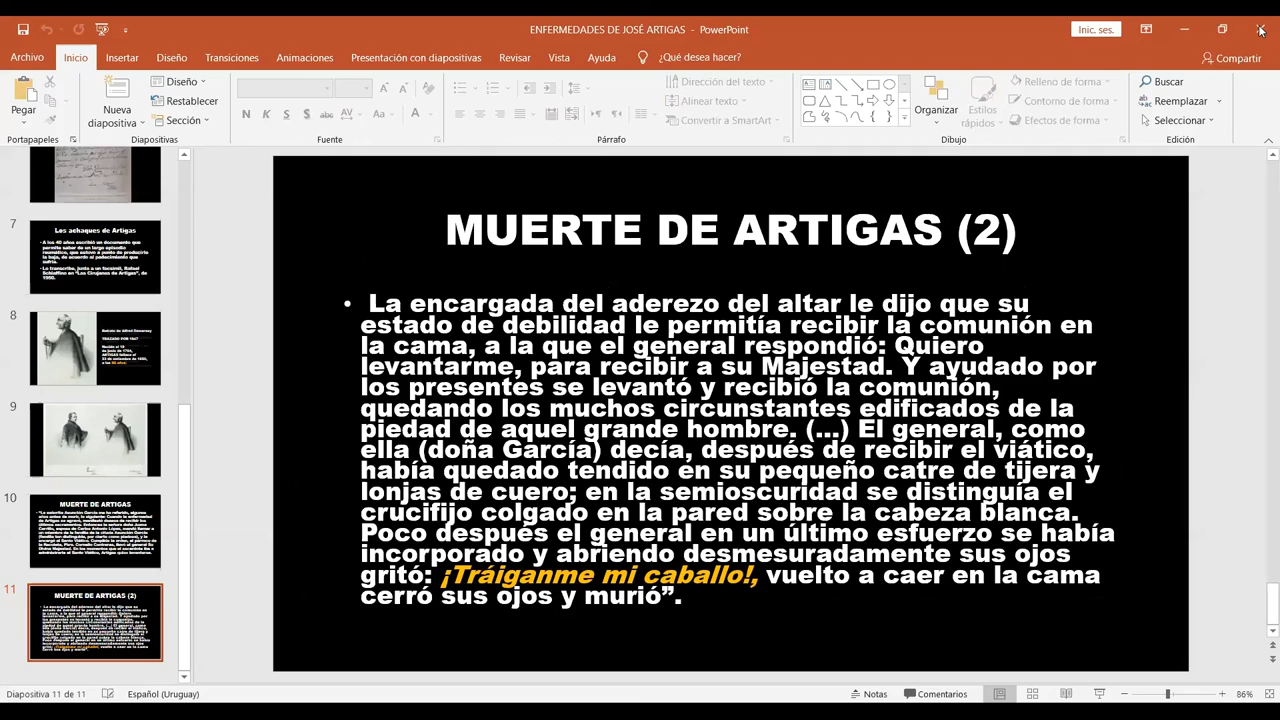 ENFERMEDADES DE JOSÉ ARTIGAS - PowerPoint
Inic. ses.
Archivo Inicio Insertar Diseño Transiciones Animaciones Presentación con diapositivas Revisar Vista Ayuda ¿Qué desea hacer? Compartir
Pegar
Nueva diapositiva
Diseño
Restablecer
Sección
N K S S AV Aa A
Dirección del texto
Alinear texto
Convertir a SmartArt
Organizar
Estilos rápidos
Relleno de forma
Contorno de forma
Efectos de forma
Buscar
Reemplazar
Seleccionar
Portapapeles Diapositivas Fuente Párrafo Dibujo Edición
7
Los achaques de Artigas
8
Retrato de Alfred Demersay
9
10
MUERTE DE ARTIGAS
11
MUERTE DE ARTIGAS (2)
MUERTE DE ARTIGAS (2)
• La encargada del aderezo del altar le dijo que su
estado de debilidad le permitía recibir la comunión en
la cama, a la que el general respondió: Quiero
levantarme, para recibir a su Majestad. Y ayudado por
los presentes se levantó y recibió la comunión,
quedando los muchos circunstantes edificados de la
piedad de aquel grande hombre. (...) El general, como
ella (doña García) decía, después de recibir el viático,
había quedado tendido en su pequeño catre de tijera y
lonjas de cuero; en la semioscuridad se distinguía el
crucifijo colgado en la pared sobre la cabeza blanca.
Poco después el general en un último esfuerzo se había
incorporado y abriendo desmesuradamente sus ojos
gritó: ¡Tráiganme mi caballo!, vuelto a caer en la cama
cerró sus ojos y murió”.
Diapositiva 11 de 11 Español (Uruguay) Notas Comentarios 86%